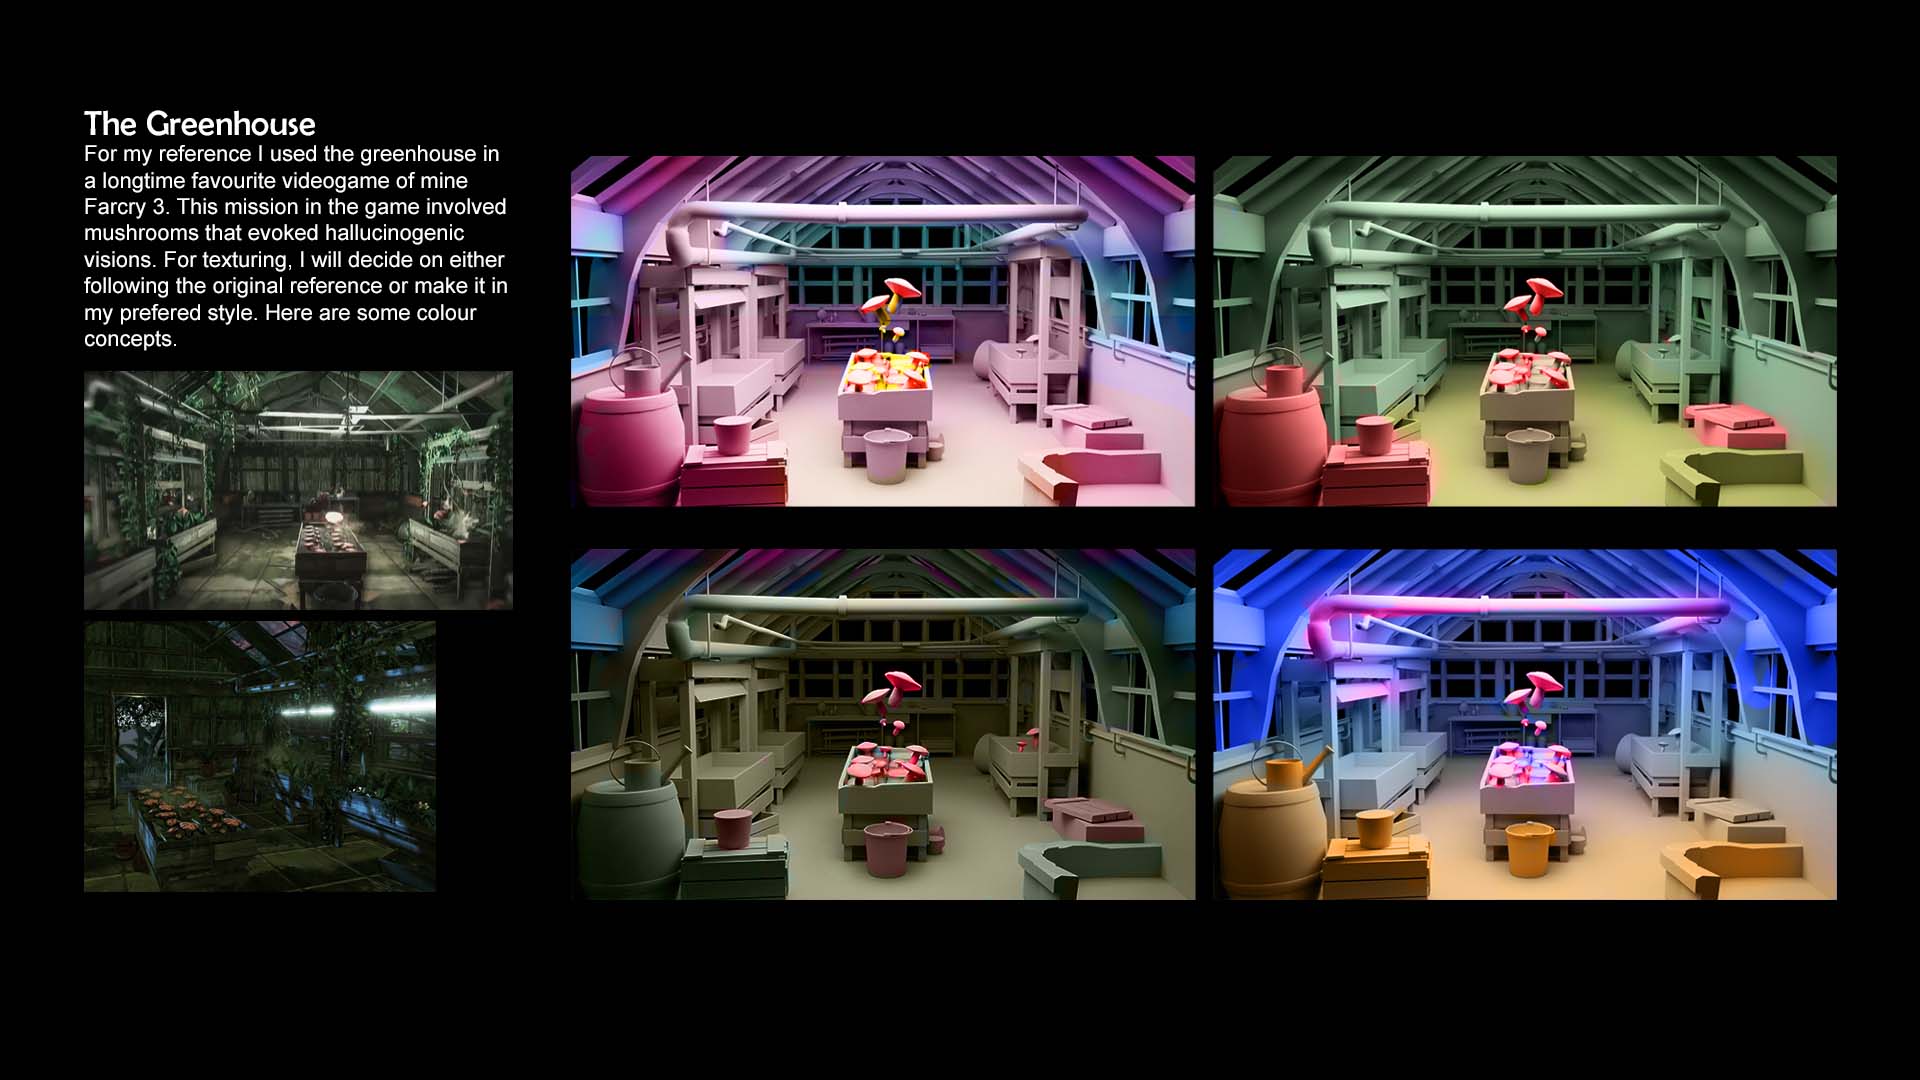 The Greenhouse
For my reference I used the greenhouse in
a longtime favourite videogame of mine
Farcry 3. This mission in the game involved
mushrooms that evoked hallucinogenic
visions. For texturing, I will decide on either
following the original reference or make it in
my prefered style. Here are some colour
concepts.